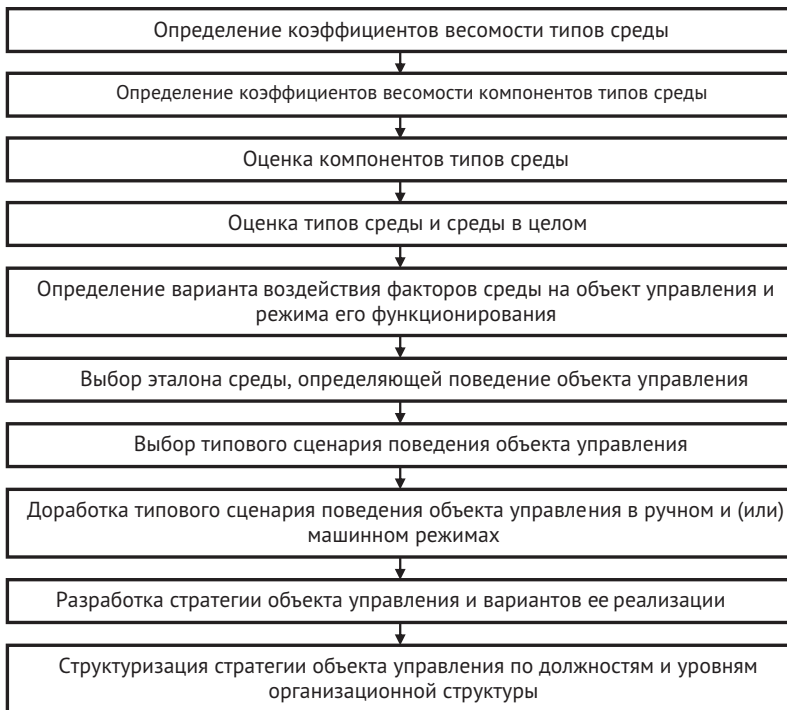 Определение коэффициентов весомости типов среды
Определение коэффициентов весомости компонентов типов среды
Оценка компонентов типов среды
Оценка типов среды и среды в целом
Определение варианта воздействия факторов среды на объект управления и
режима его функционирования
Выбор эталона среды, определяющей поведение объекта управления
Выбор типового сценария поведения объекта управления
Доработка типового сценария поведения объекта управления в ручном и (или)
машинном режимах
Разработка стратегии объекта управления и вариантов ее реализации
Структуризация стратегии объекта управления по должностям и уровням
организационной структуры